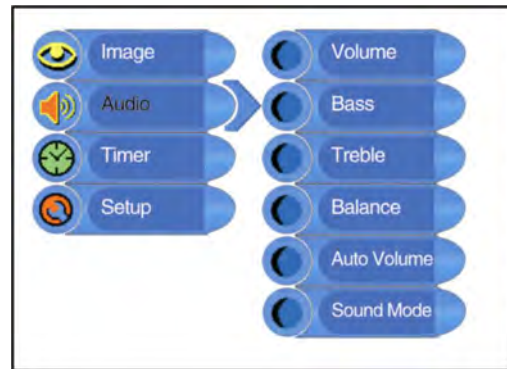 Image
Audio
Timer
Setup
Volume
Bass
Treble
Balance
Auto Volume
Sound Mode